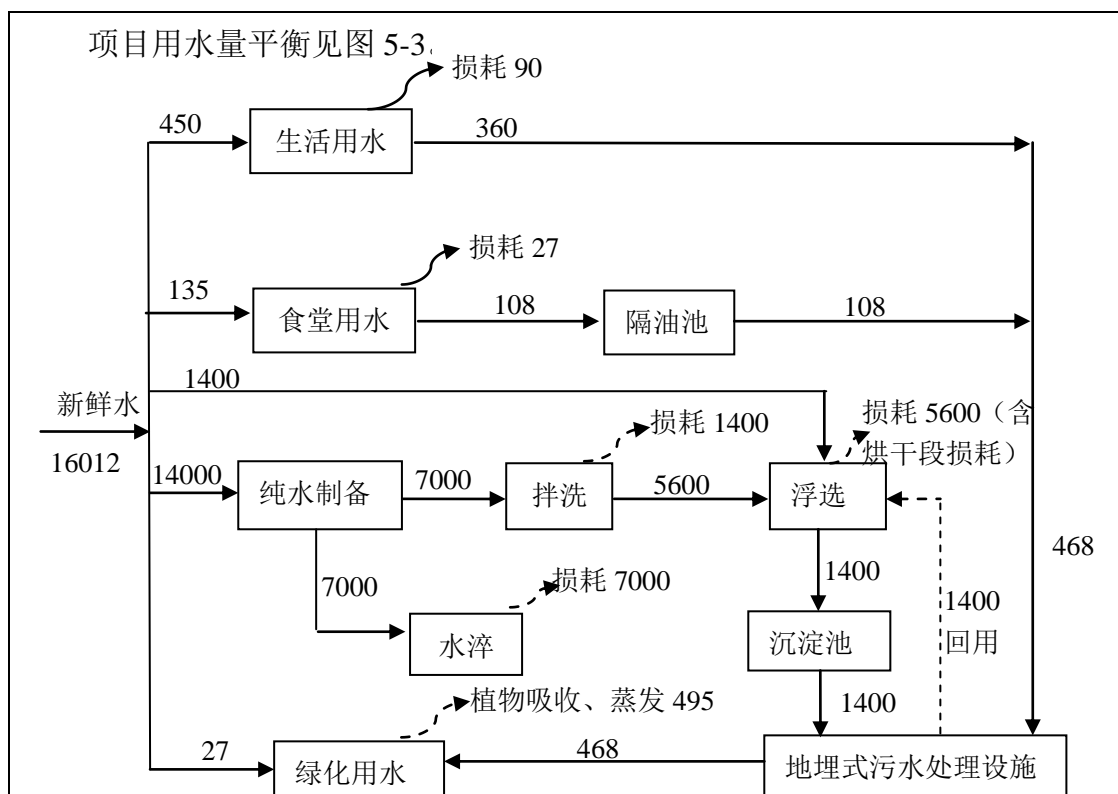 项目用水量平衡见图 5-3。
损耗 90
450
生活用水
360
损耗 27
135
食堂用水
108
隔油池
108
1400
新鲜水
16012
损耗 1400
损耗 5600（含
烘干段损耗）
14000
纯水制备
7000
拌洗
5600
浮选
468
7000
损耗 7000
1400
1400
回用
水淬
沉淀池
植物吸收、蒸发 495
1400
27
绿化用水
468
地埋式污水处理设施